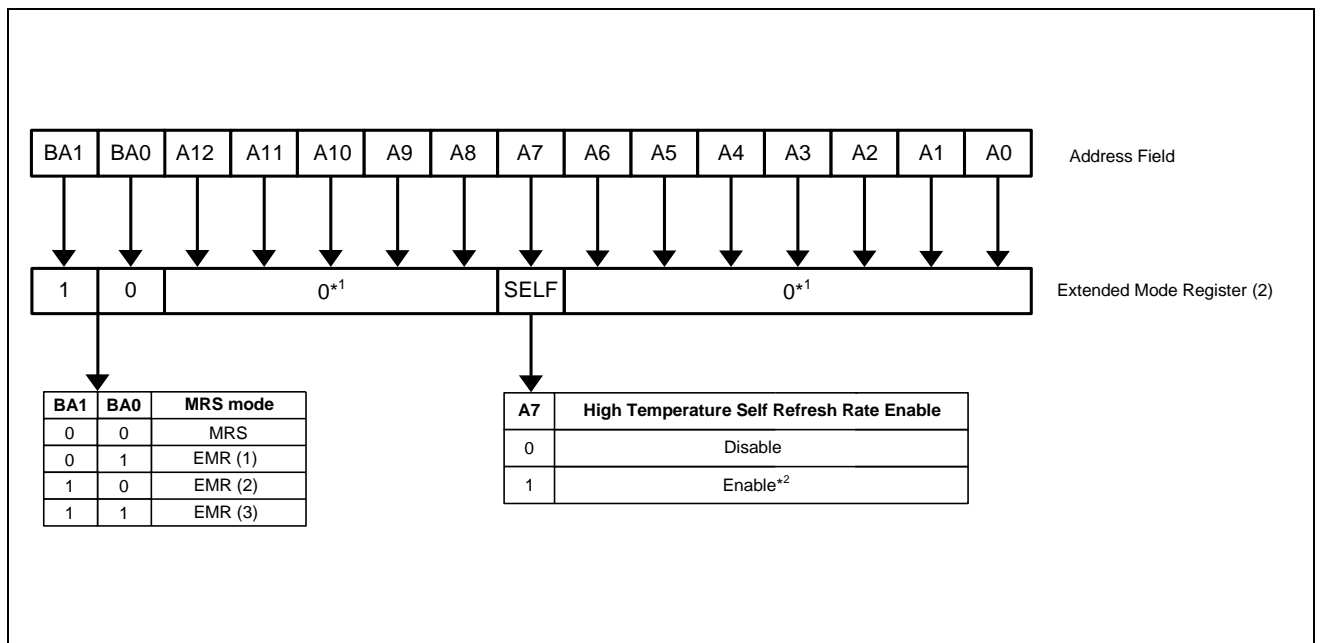 BA1 BA0 A12 A11 A10 A9 A8 A7 A6 A5 A4 A3 A2 A1 A0 Address Field
1 0 0*1 SELF 0*1 Extended Mode Register (2)
BA1 BA0 MRS mode
0 0 MRS
0 1 EMR (1)
1 0 EMR (2)
1 1 EMR (3)
A7 High Temperature Self Refresh Rate Enable
0 Disable
1 Enable*2